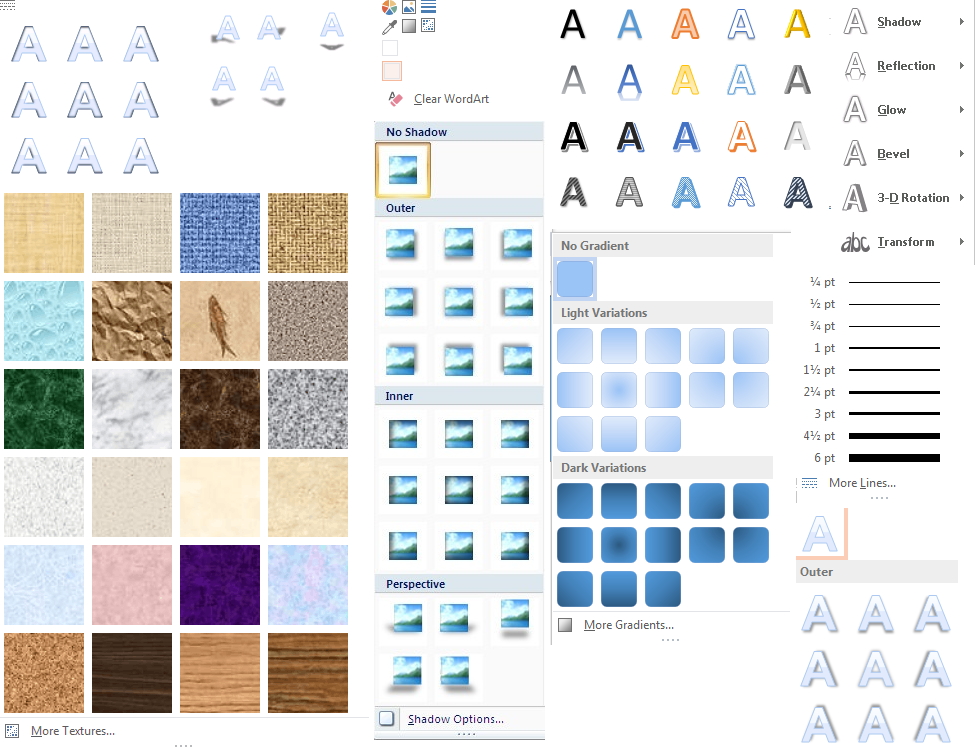 A A A
A A A
A A A
A A A
A A
More Textures...
Clear WordArt
No Shadow
Outer
Inner
Perspective
Shadow Options...
A A A A A
A A A A A
A A A A A
A A A A A
No Gradient
Light Variations
Dark Variations
More Gradients...
A Shadow
A Reflection
A Glow
A Bevel
A 3-D Rotation
abc Transform
¼ pt
½ pt
¾ pt
1 pt
1½ pt
2¼ pt
3 pt
4½ pt
6 pt
More Lines...
A
Outer
A A A
A A A
A A A